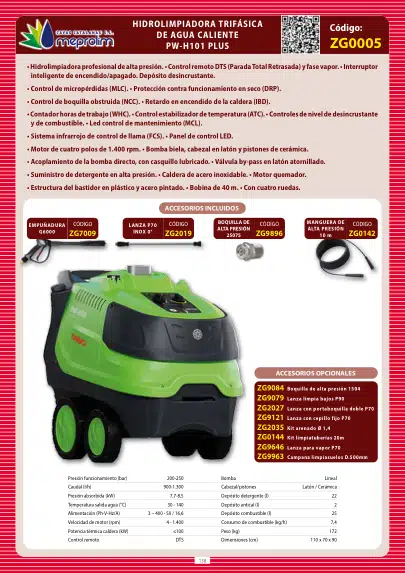 GAFAS CATALANAS S.L.
meprolim
HIDROLIMPIADORA TRIFÁSICA
DE AGUA CALIENTE
PW-H101 PLUS
Código:
ZG0005
• Hidrolimpiadora profesional de alta presión. • Control remoto DTS (Parada Total Retrasada) y fase vapor. • Interruptor
inteligente de encendido/apagado. Depósito desincrustante.
• Control de micropérdidas (MLC). • Protección contra funcionamiento en seco (DRP).
• Control de boquilla obstruida (NCC). • Retardo en encendido de la caldera (IBD).
• Contador horas de trabajo (WHC). • Control estabilizador de temperatura (ATC). • Controles de nivel de desincrustante
y de combustible. • Led control de mantenimiento (MCL).
• Sistema infrarrojo de control de llama (FCS). • Panel de control LED.
• Motor de cuatro polos de 1.400 rpm. • Bomba biela, cabezal en latón y pistones de cerámica.
• Acoplamiento de la bomba directo, con casquillo lubricado. • Válvula by-pass en latón atornillado.
• Suministro de detergente en alta presión. • Caldera de acero inoxidable. • Motor quemador.
• Estructura del bastidor en plástico y acero pintado. • Bobina de 40 m. • Con cuatro ruedas.
ACCESORIOS INCLUIDOS
EMPUÑADURA
G6000
CÓDIGO
ZG7009
LANZA P70
INOX 0°
CÓDIGO
ZG2019
BOQUILLA DE
ALTA PRESIÓN
25075
CÓDIGO
ZG9896
MANGUERA DE
ALTA PRESIÓN
10 m
CÓDIGO
ZG0142
ACCESORIOS OPCIONALES
ZG9084 Boquilla de alta presión 1504
ZG9079 Lanza limpia bajos P90
ZG2027 Lanza con portaboquilla doble P70
ZG9121 Lanza con cepillo fijo P70
ZG2035 Kit arenado Ø 1,4
ZG0144 Kit limpiatuberías 20m
ZG9646 Lanza para vapor P70
ZG9963 Campana limpiasuelos D.500mm
Presión funcionamiento (bar) 200-250
Caudal (l/h) 900-1.300
Presión absorbida (kW) 7,7-8,5
Temperatura salida agua (°C) 30 - 140
Alimentación (Ph-V-Hz/A) 3 – 400 - 50 / 16,6
Velocidad de motor (rpm) 4 - 1.400
Potencia térmica caldera (kW) ≤100
Control remoto DTS
Bomba Lineal
Cabezal/pistones Latón / Cerámica
Depósito detergente (l) 22
Depósito antical (l) 2
Depósito combustible (l) 25
Consumo de combustible (kg/h) 7,4
Peso (kg) 172
Dimensiones (cm) 110 x 70 x 90